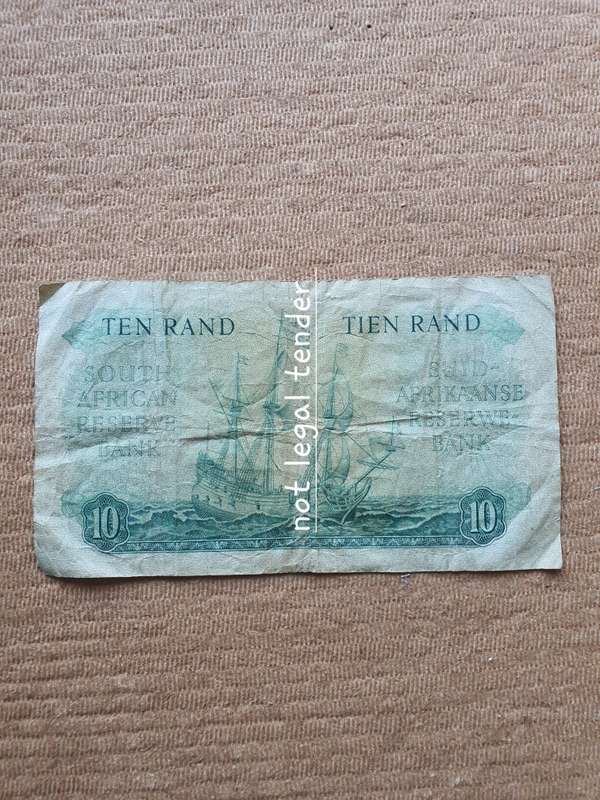 TEN RAND
SOUTH
AFRICAN
RESERVE
BANK
TIEN RAND
SUID-
AFRIKAANSE
RESERWE
BANK
10
10
not legal tender